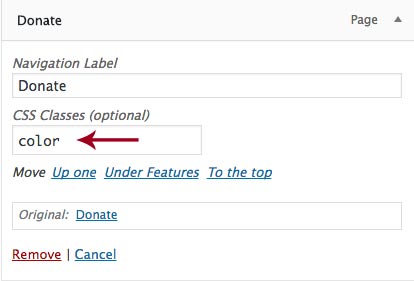 Donate Page
Navigation Label
Donate
CSS Classes (optional)
color
Move Up one Under Features To the top
Original: Donate
Remove | Cancel